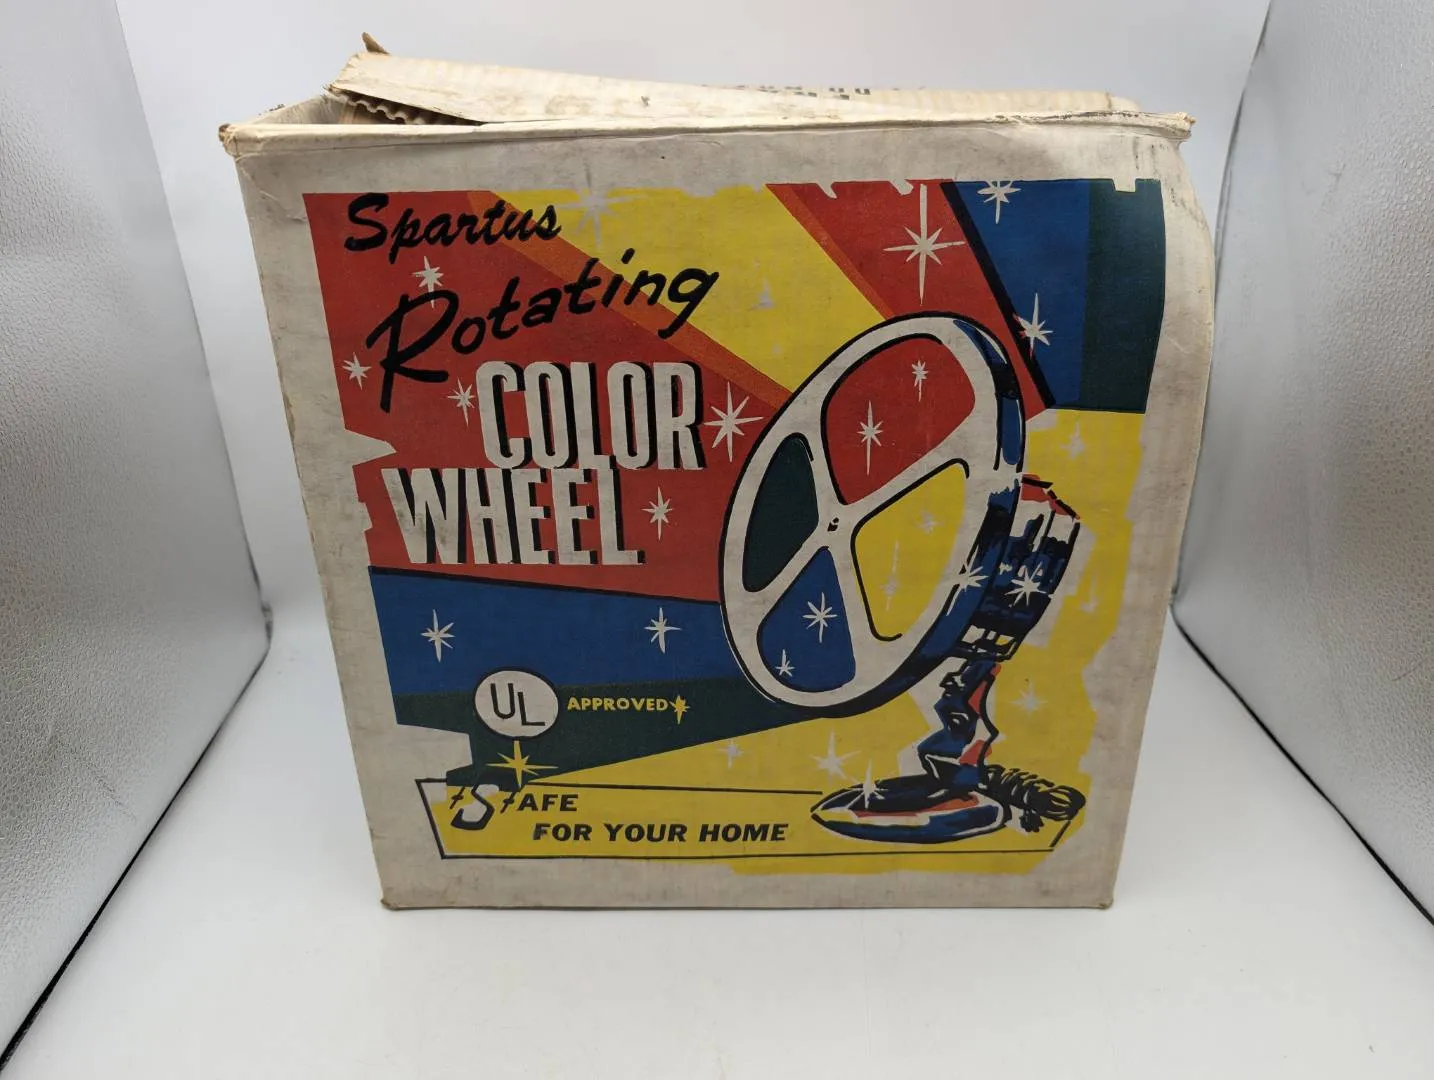 Spartus
Rotating
COLOR
WHEEL
UL APPROVED
SAFE
FOR YOUR HOME